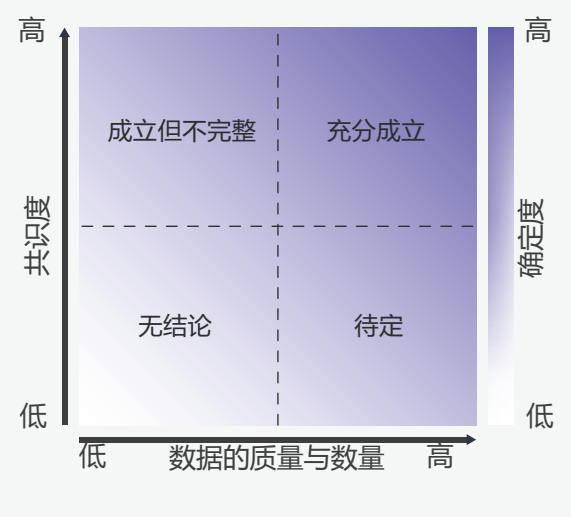 高
高
成立但不完整
充分成立
共识度
确定度
无结论
待定
低
低
低
数据的质量与数量
高